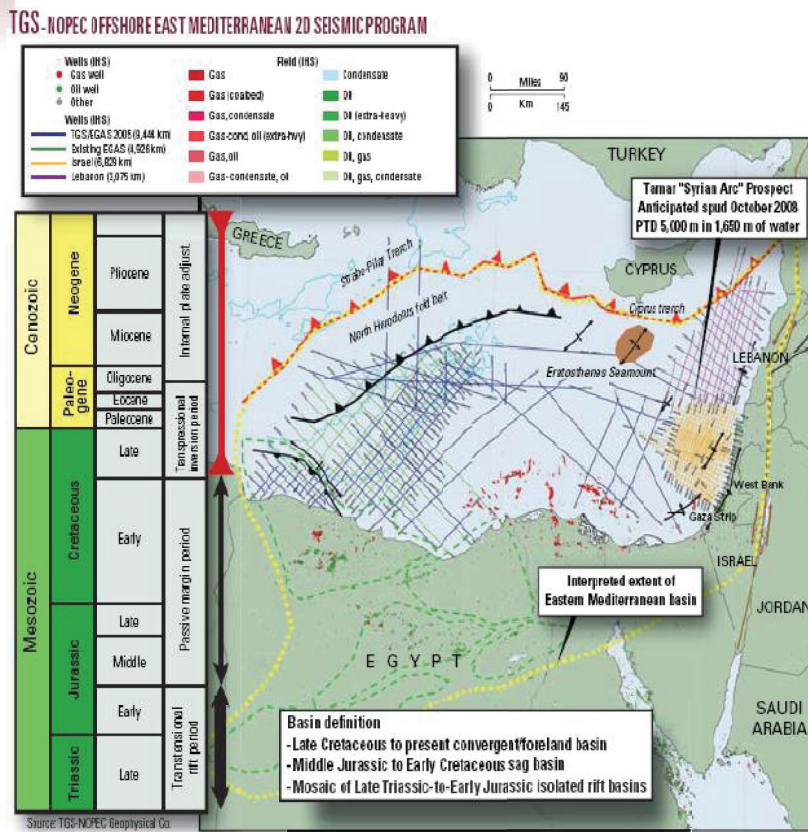 TGS-NOPEC OFFSHORE EAST MEDITERRANEAN 2D SEISMIC PROGRAM
Wells (IHS)
Gas well
Oil well
Other
Wells (IHS)
TGS/EGAS 2005 (9,444 km)
Existing EGAS (4,926 km)
Israel (6,829 km)
Lebanon (3,075 km)
Field (IHS)
Gas
Gas (coalbed)
Gas, condensate
Gas-cond, oil (extra-hvy)
Gas, oil
Gas- condensate, oil
Condensate
Oil
Oil (extra-heavy)
Oil, condensate
Oil, gas
Oil, gas, condensate
0 Miles 90
0 Km 145
TURKEY
Tamar "Syrian Arc" Prospect
Anticipated spud October 2008
PTD 5,000 m in 1,650 m of water
GREECE
Strabo-Pilat Trench
CYPRUS
Cyprus trench
North Herodotus fold belt
Eratosthenes Seamount
LEBANON
West Bank
Gaza Strip
ISRAEL
JORDAN
Interpreted extent of
Eastern Mediterranean basin
EGYPT
SAUDI
ARABIA
Basin definition
-Late Cretaceous to present convergent/foreland basin
-Middle Jurassic to Early Cretaceous sag basin
-Mosaic of Late Triassic-to-Early Jurassic isolated rift basins
Cenozoic
Neogene
Pliocene
Miocene
Internal plate adjust.
Paleo-
gene
Oligocene
Eocene
Paleocene
Transpressional
inversion period
Mesozoic
Cretaceous
Late
Early
Passive margin period
Jurassic
Late
Middle
Early
Transtensional
rift period
Triassic
Late
Source: TGS-NOPEC Geophysical Co.